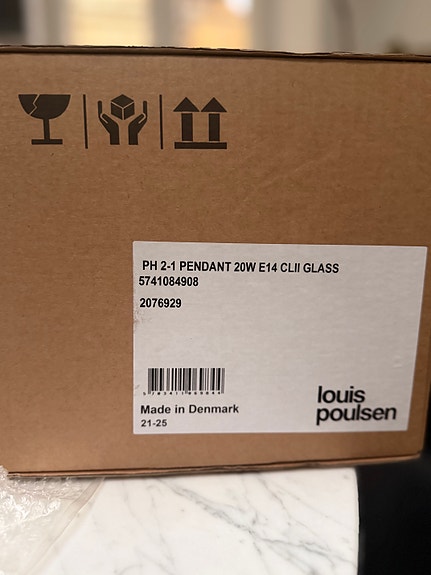 PH 2-1 PENDANT 20W E14 CLII GLASS
5741084908
2076929
Made in Denmark
21-25
louis
poulsen